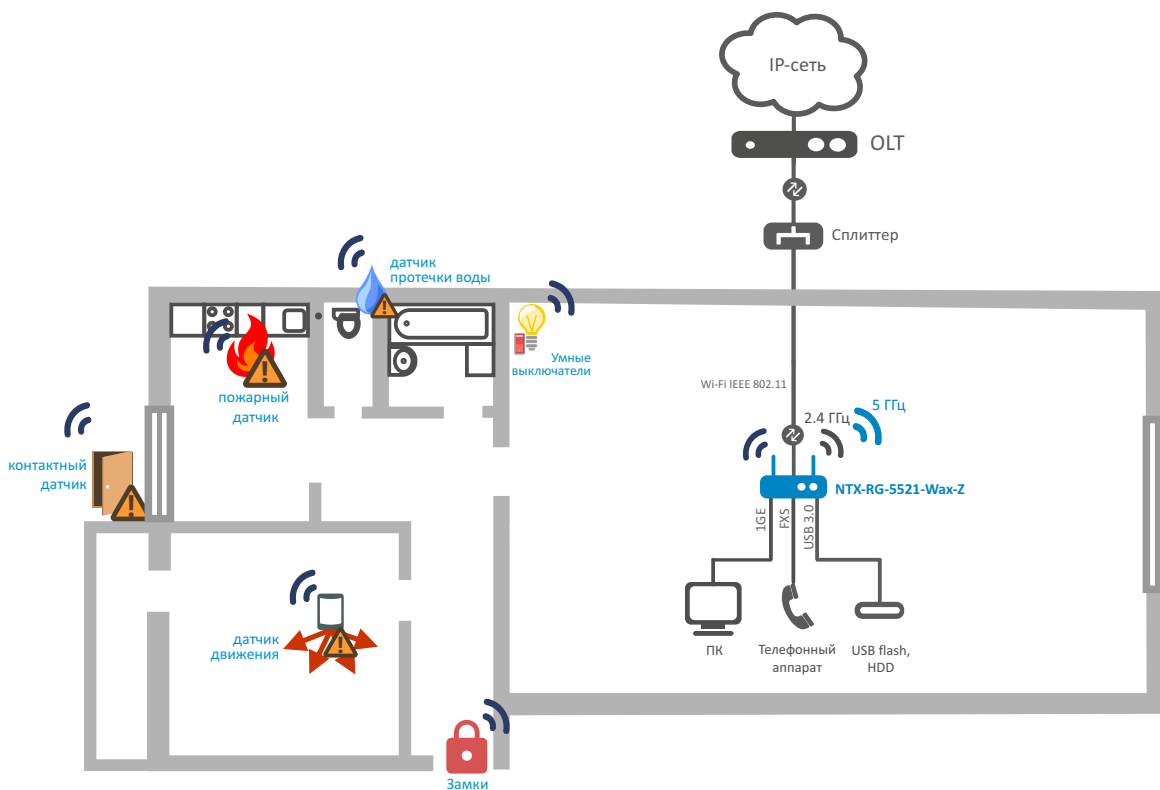 IP-сеть
OLT
Сплиттер
датчик
протечки воды
Умные
выключатели
пожарный
датчик
Wi-Fi IEEE 802.11
5 ГГц
2.4 ГГц
контактный
датчик
NTX-RG-5521-Wax-Z
1GE
FXS
USB 3.0
датчик
движения
ПК
Телефонный
аппарат
USB flash,
HDD
Замки